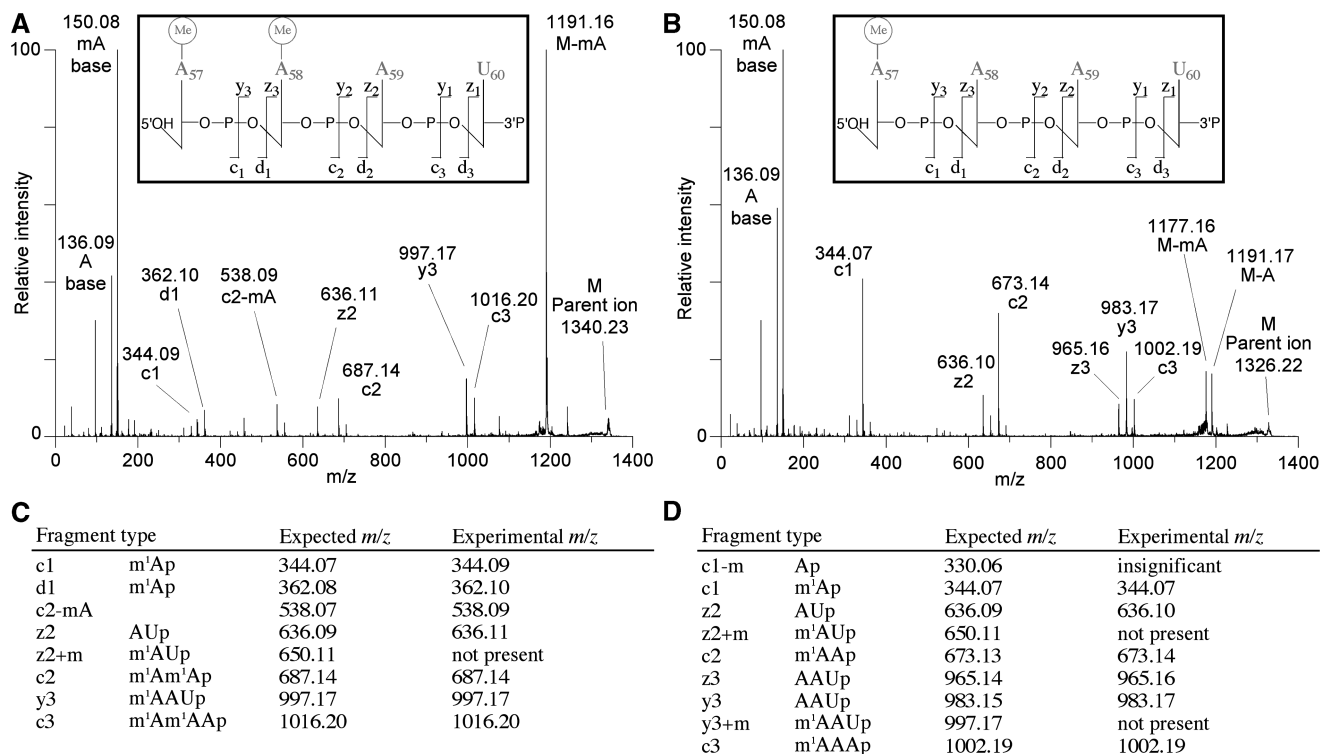 A
150.08
mA
base
1191.16
M-mA
100
Me
Me
A57
A58
A59
U60
y3
z3
y2
z2
y1
z1
5'OH
O
P
O
O
P
O
O
P
O
3'P
c1
d1
c2
d2
c3
d3
Relative intensity
136.09
A
base
362.10
d1
538.09
c2-mA
636.11
z2
997.17
y3
1016.20
c3
M
Parent ion
1340.23
344.09
c1
687.14
c2
0
0
200
400
600
800
1000
1200
1400
m/z
B
150.08
mA
base
100
Me
A57
A58
A59
U60
y3
z3
y2
z2
y1
z1
5'OH
O
P
O
O
P
O
O
P
O
3'P
c1
d1
c2
d2
c3
d3
Relative intensity
136.09
A
base
344.07
c1
673.14
c2
636.10
z2
983.17
y3
965.16
z3
1002.19
c3
1177.16
M-mA
1191.17
M-A
M
Parent ion
1326.22
0
0
200
400
600
800
1000
1200
1400
m/z
C
Fragment type Expected m/z Experimental m/z
c1 m¹Ap 344.07 344.09
d1 m¹Ap 362.08 362.10
c2-mA 538.07 538.09
z2 AUp 636.09 636.11
z2+m m¹AUp 650.11 not present
c2 m¹Am¹Ap 687.14 687.14
y3 m¹AAUp 997.17 997.17
c3 m¹Am¹AAp 1016.20 1016.20
D
Fragment type Expected m/z Experimental m/z
c1-m Ap 330.06 insignificant
c1 m¹Ap 344.07 344.07
z2 AUp 636.09 636.10
z2+m m¹AUp 650.11 not present
c2 m¹AAp 673.13 673.14
z3 AAUp 965.14 965.16
y3 AAUp 983.15 983.17
y3+m m¹AAUp 997.17 not present
c3 m¹AAAp 1002.19 1002.19